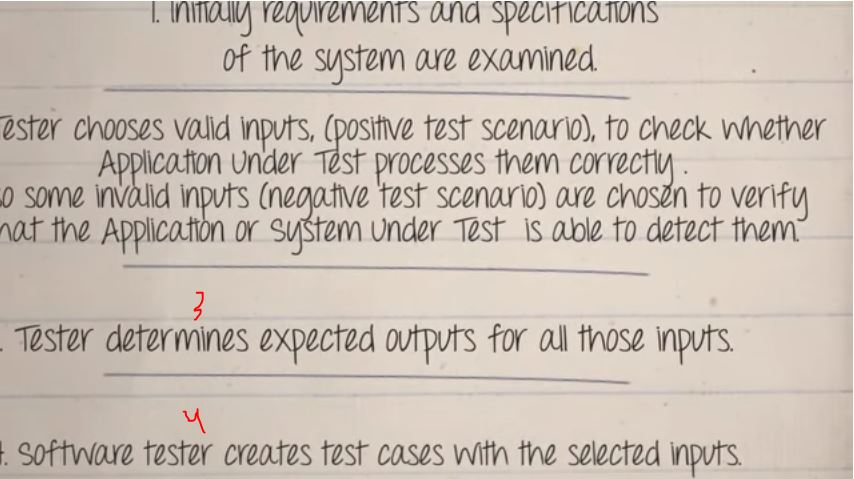 1. Initially requirements and specifications
of the system are examined.
ester chooses valid inputs, (positive test scenario), to check whether
Application Under Test processes them correctly.
so some invalid inputs (negative test scenario) are chosen to verify
hat the Application or System Under Test is able to detect them.
3
. Tester determines expected outputs for all those inputs.
4
4. Software tester creates test cases with the selected inputs.